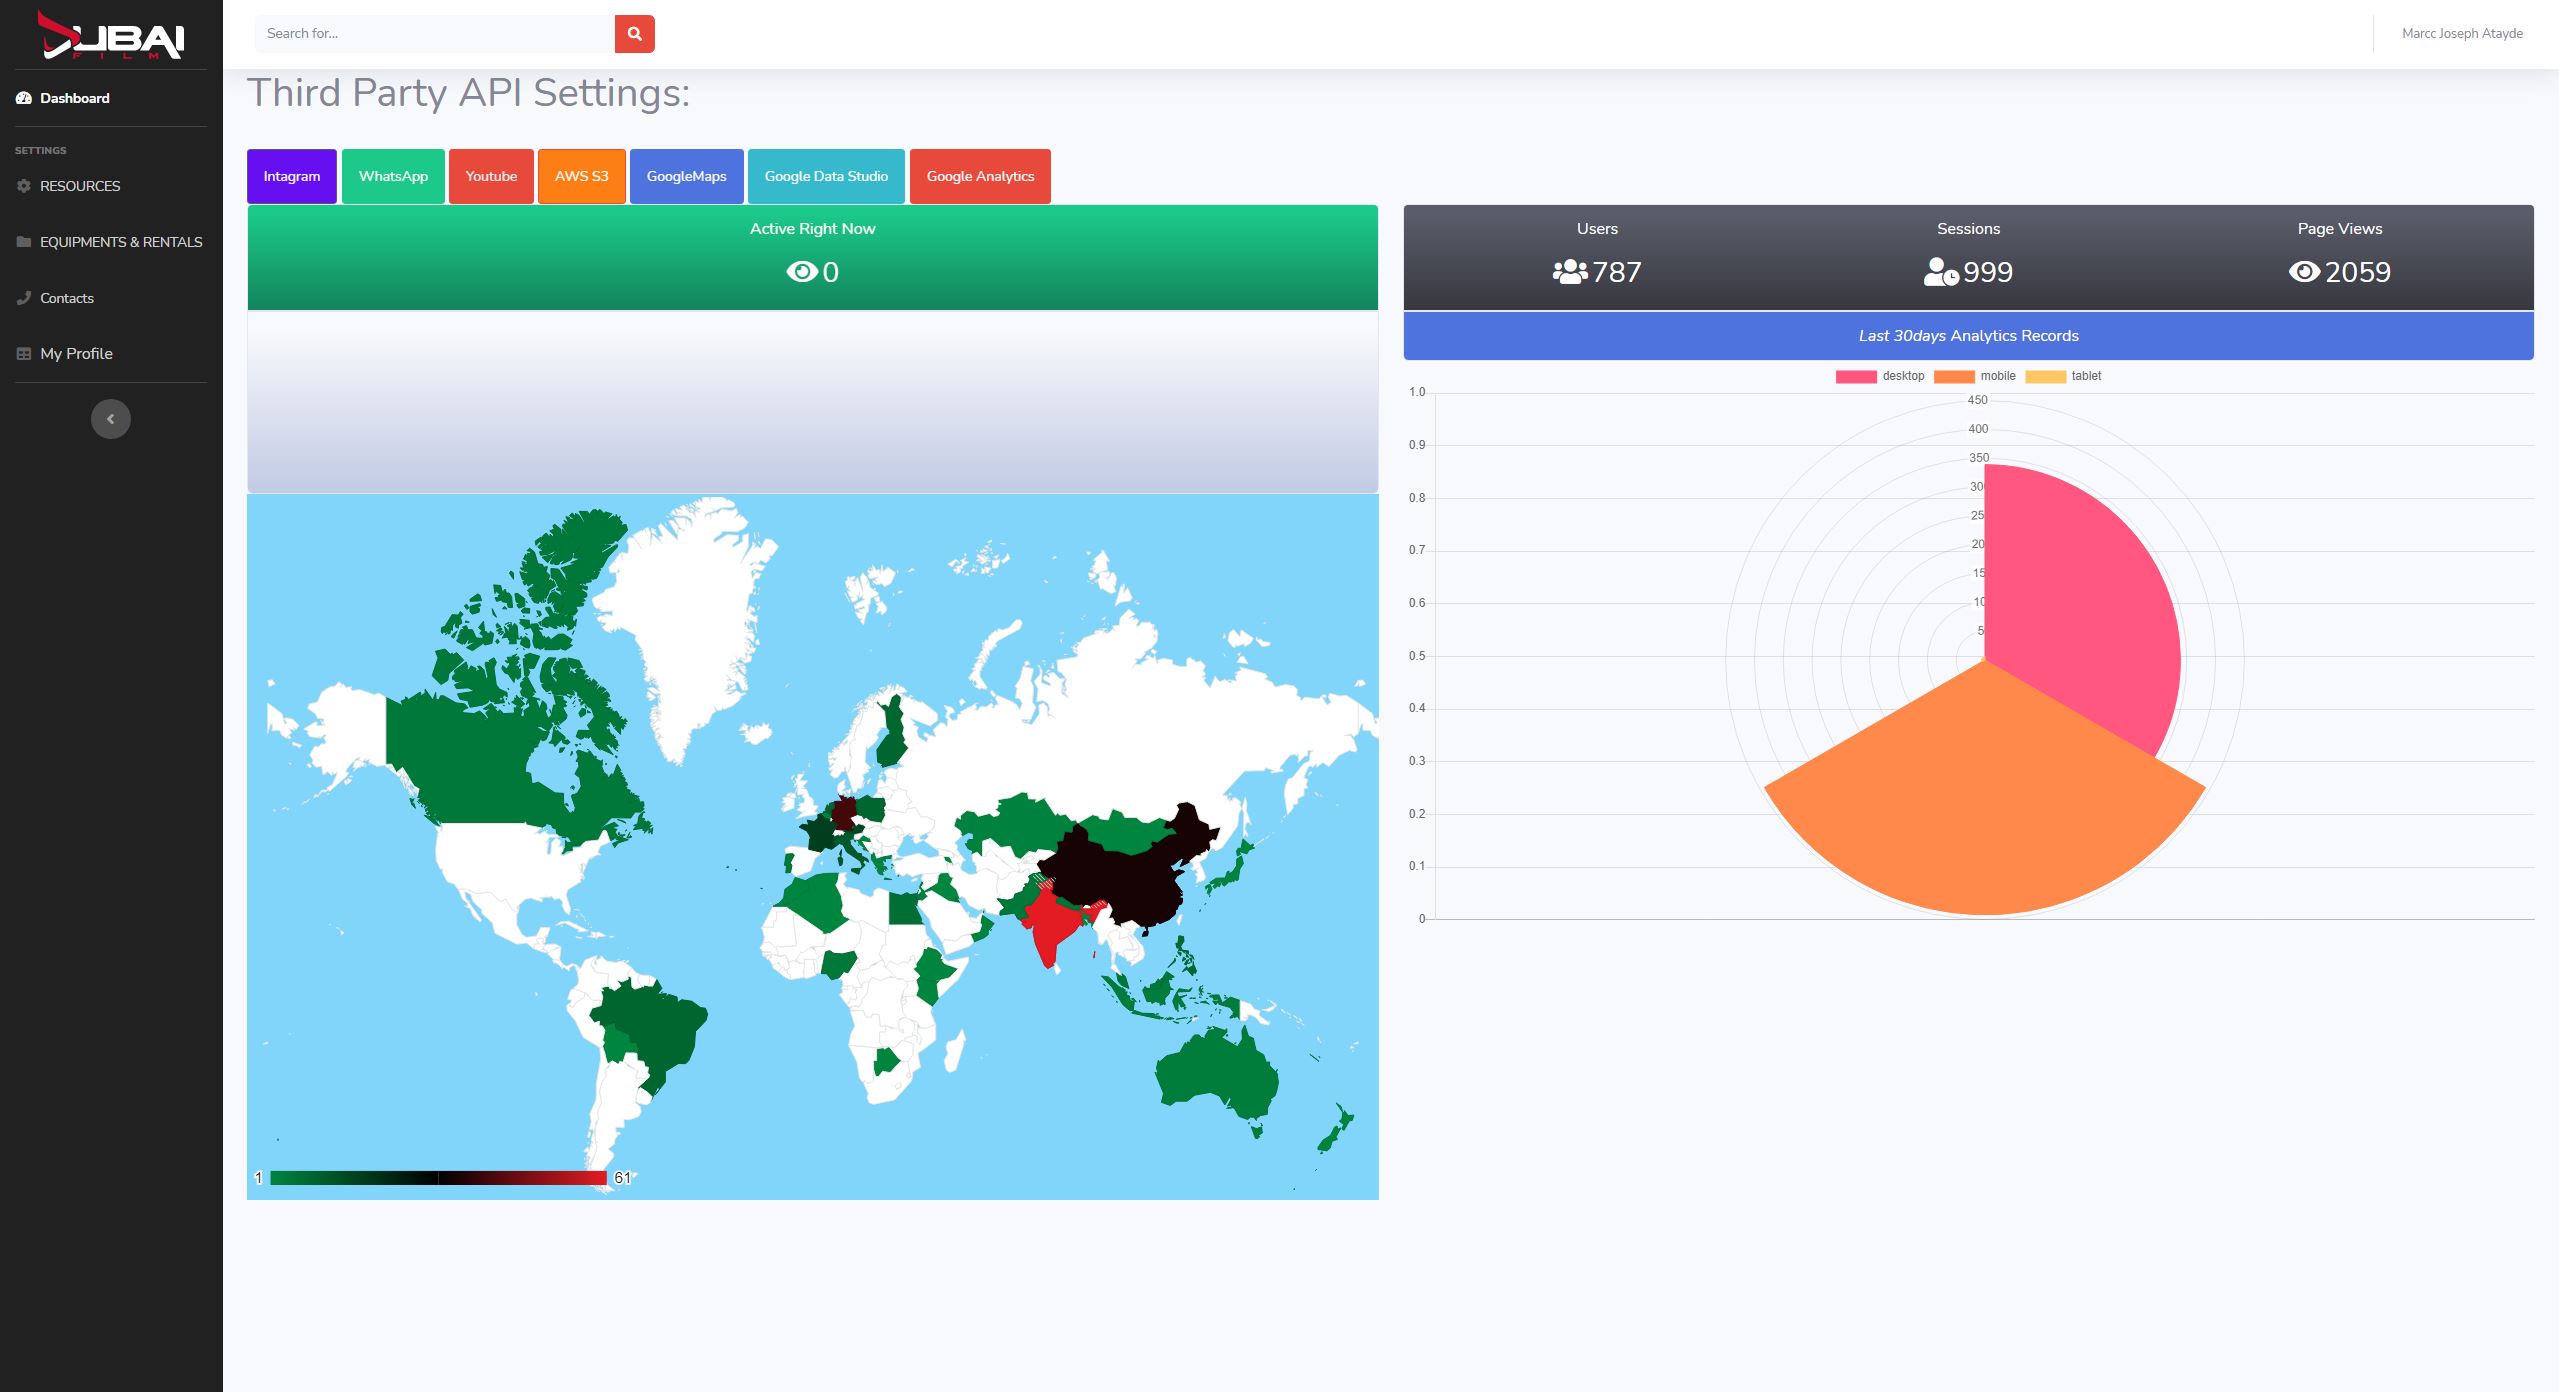 DUBAI
FILM
Search for...
Marcc Joseph Atayde
Dashboard
SETTINGS
RESOURCES
EQUIPMENTS & RENTALS
Contacts
My Profile
Third Party API Settings:
Intagram
WhatsApp
Youtube
AWS S3
GoogleMaps
Google Data Studio
Google Analytics
Active Right Now
0
Users
787
Sessions
999
Page Views
2059
Last 30days Analytics Records
desktop
mobile
tablet
1.0
0.9
0.8
0.7
0.6
0.5
0.4
0.3
0.2
0.1
0
450
400
350
30
25
20
15
10
5
1
61